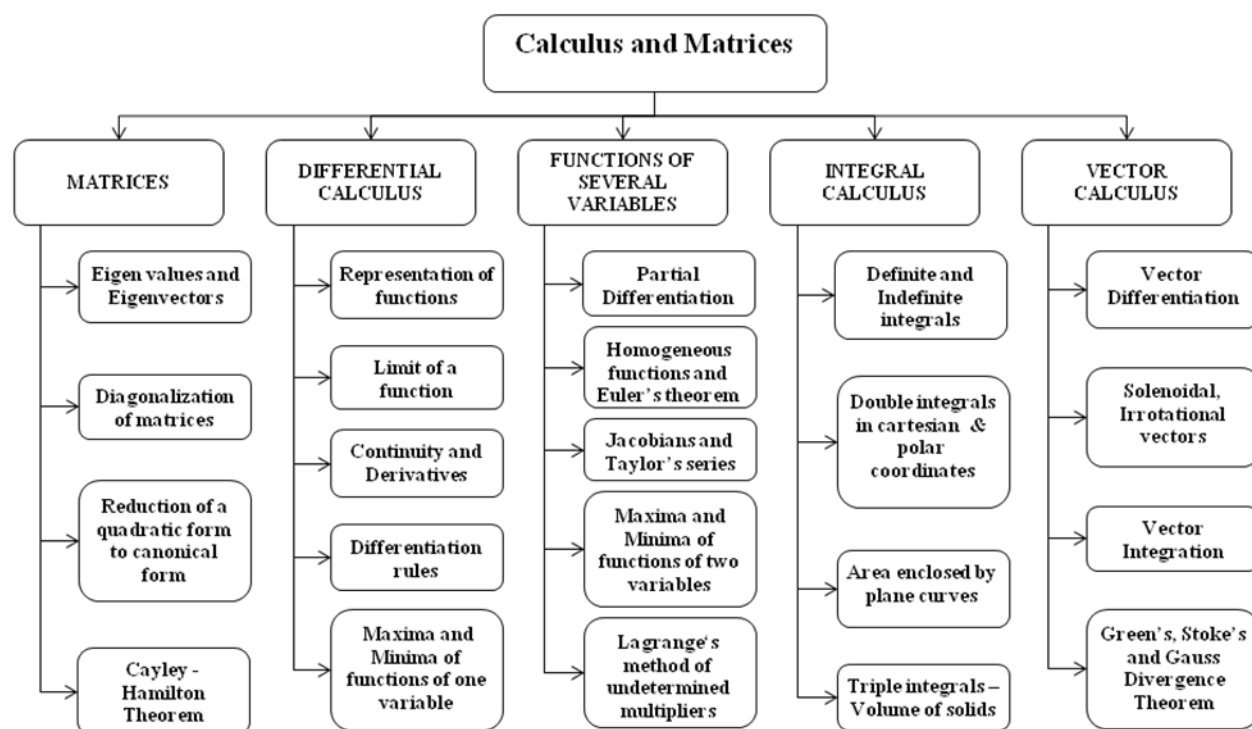 Calculus and Matrices
MATRICES
DIFFERENTIAL
CALCULUS
FUNCTIONS OF
SEVERAL
VARIABLES
INTEGRAL
CALCULUS
VECTOR
CALCULUS
Eigen values and
Eigenvectors
Diagonalization
of matrices
Reduction of a
quadratic form
to canonical
form
Cayley -
Hamilton
Theorem
Representation of
functions
Limit of a
function
Continuity and
Derivatives
Differentiation
rules
Maxima and
Minima of
functions of one
variable
Partial
Differentiation
Homogeneous
functions and
Euler’s theorem
Jacobians and
Taylor’s series
Maxima and
Minima of
functions of two
variables
Lagrange‘s
method of
undetermined
multipliers
Definite and
Indefinite
integrals
Double integrals
in cartesian &
polar
coordinates
Area enclosed by
plane curves
Triple integrals –
Volume of solids
Vector
Differentiation
Solenoidal,
Irrotational
vectors
Vector
Integration
Green’s, Stoke’s
and Gauss
Divergence
Theorem